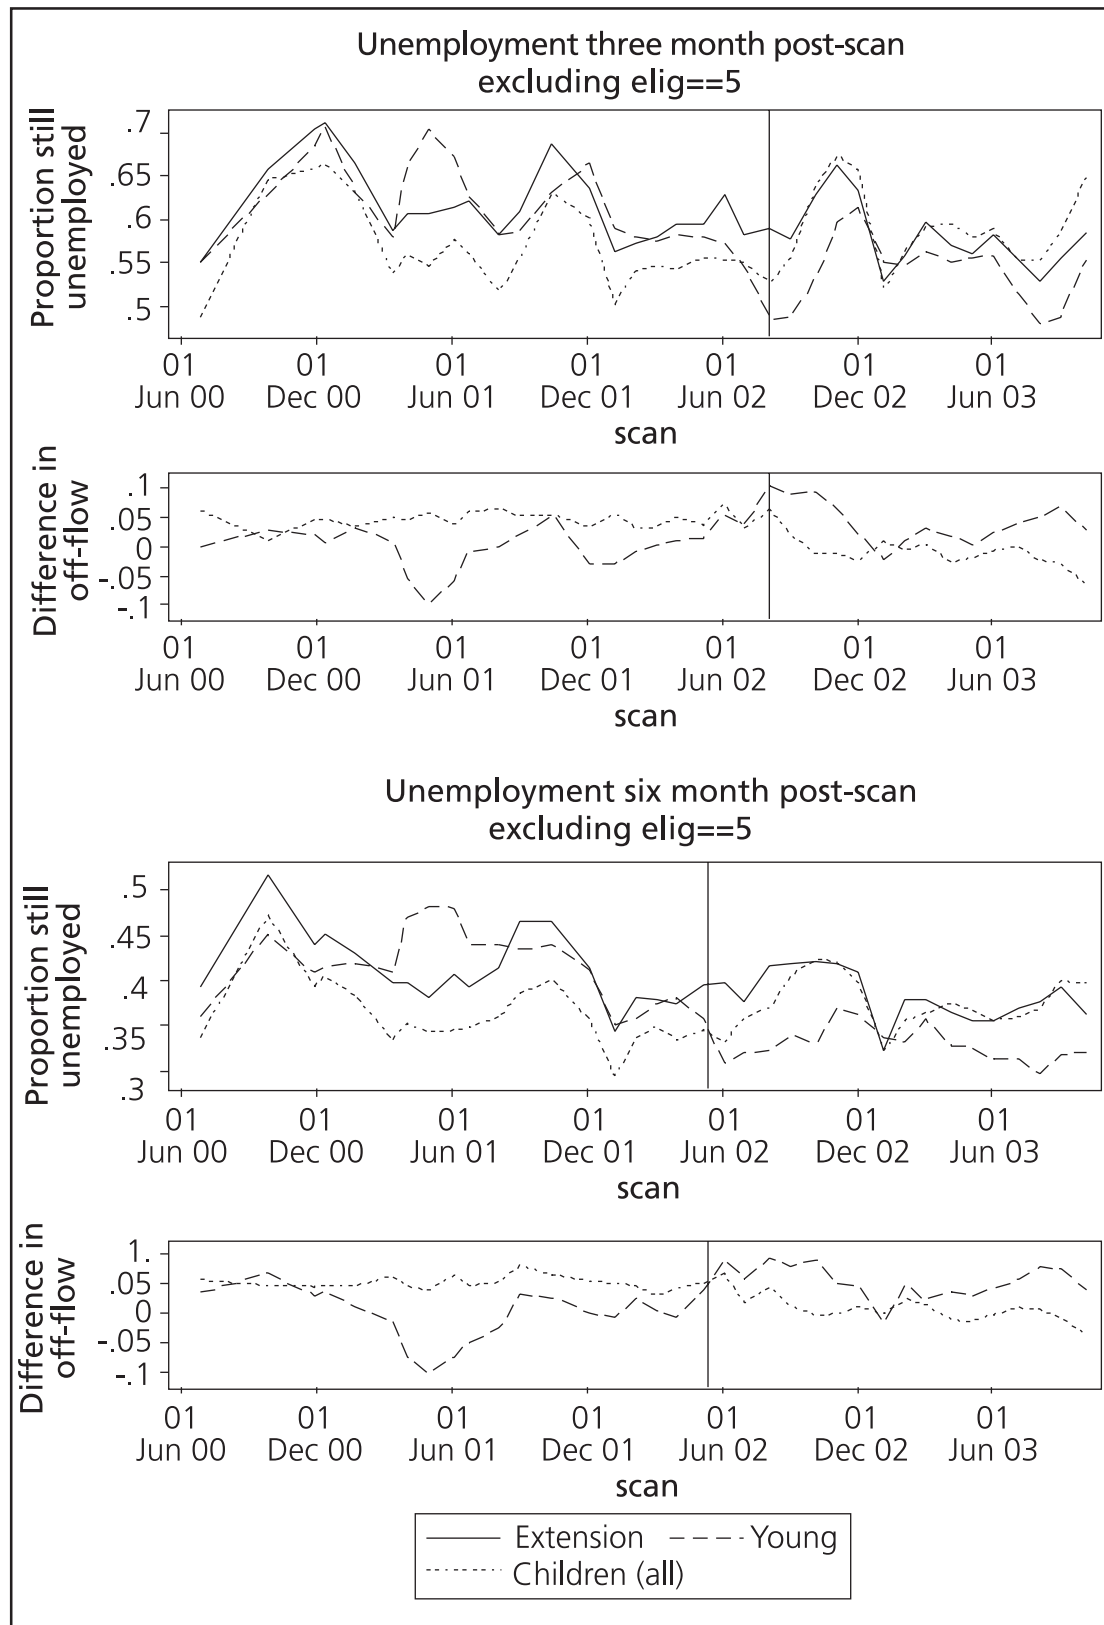 Unemployment three month post-scan
excluding elig==5
Proportion still
unemployed
.7
.65
.6
.55
.5
01 01 01 01 01 01 01
Jun 00 Dec 00 Jun 01 Dec 01 Jun 02 Dec 02 Jun 03
scan
Difference in
off-flow
.1
.05
0
-.05
-.1
01 01 01 01 01 01 01
Jun 00 Dec 00 Jun 01 Dec 01 Jun 02 Dec 02 Jun 03
scan
Unemployment six month post-scan
excluding elig==5
Proportion still
unemployed
.5
.45
.4
.35
.3
01 01 01 01 01 01 01
Jun 00 Dec 00 Jun 01 Dec 01 Jun 02 Dec 02 Jun 03
scan
Difference in
off-flow
1.
.05
0
-.05
-.1
01 01 01 01 01 01 01
Jun 00 Dec 00 Jun 01 Dec 01 Jun 02 Dec 02 Jun 03
scan
Extension Young
Children (all)